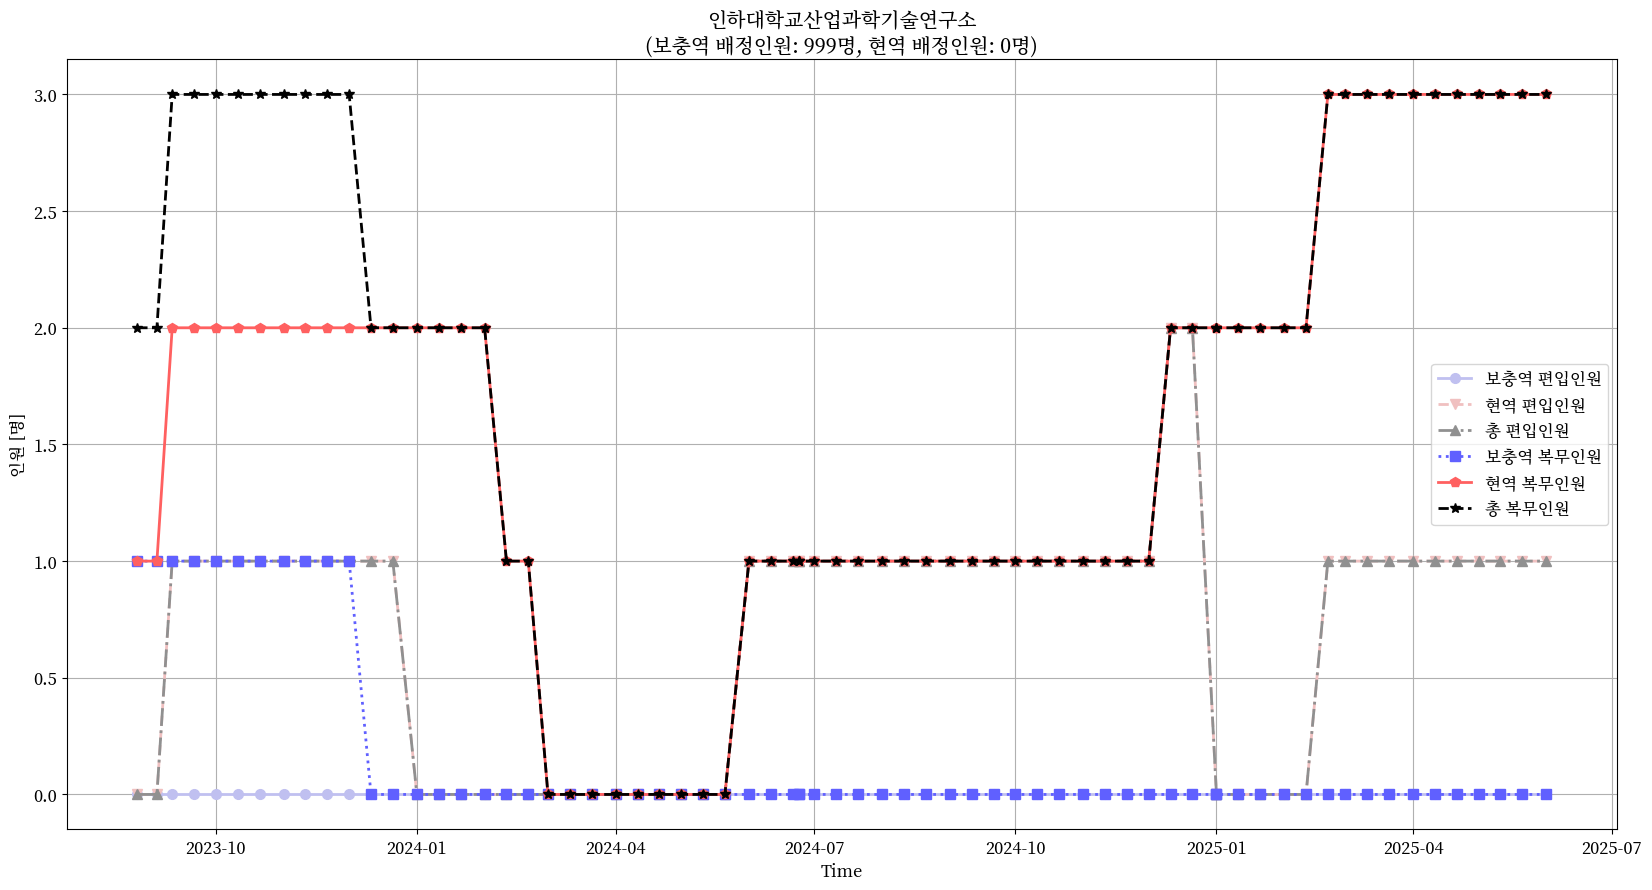 인하대학교산업과학기술연구소
(보충역 배정인원: 999명, 현역 배정인원: 0명)
인원 [명]
3.0
2.5
2.0
1.5
1.0
0.5
0.0
보충역 편입인원
현역 편입인원
총 편입인원
보충역 복무인원
현역 복무인원
총 복무인원
2023-10
2024-01
2024-04
2024-07
2024-10
2025-01
2025-04
2025-07
Time